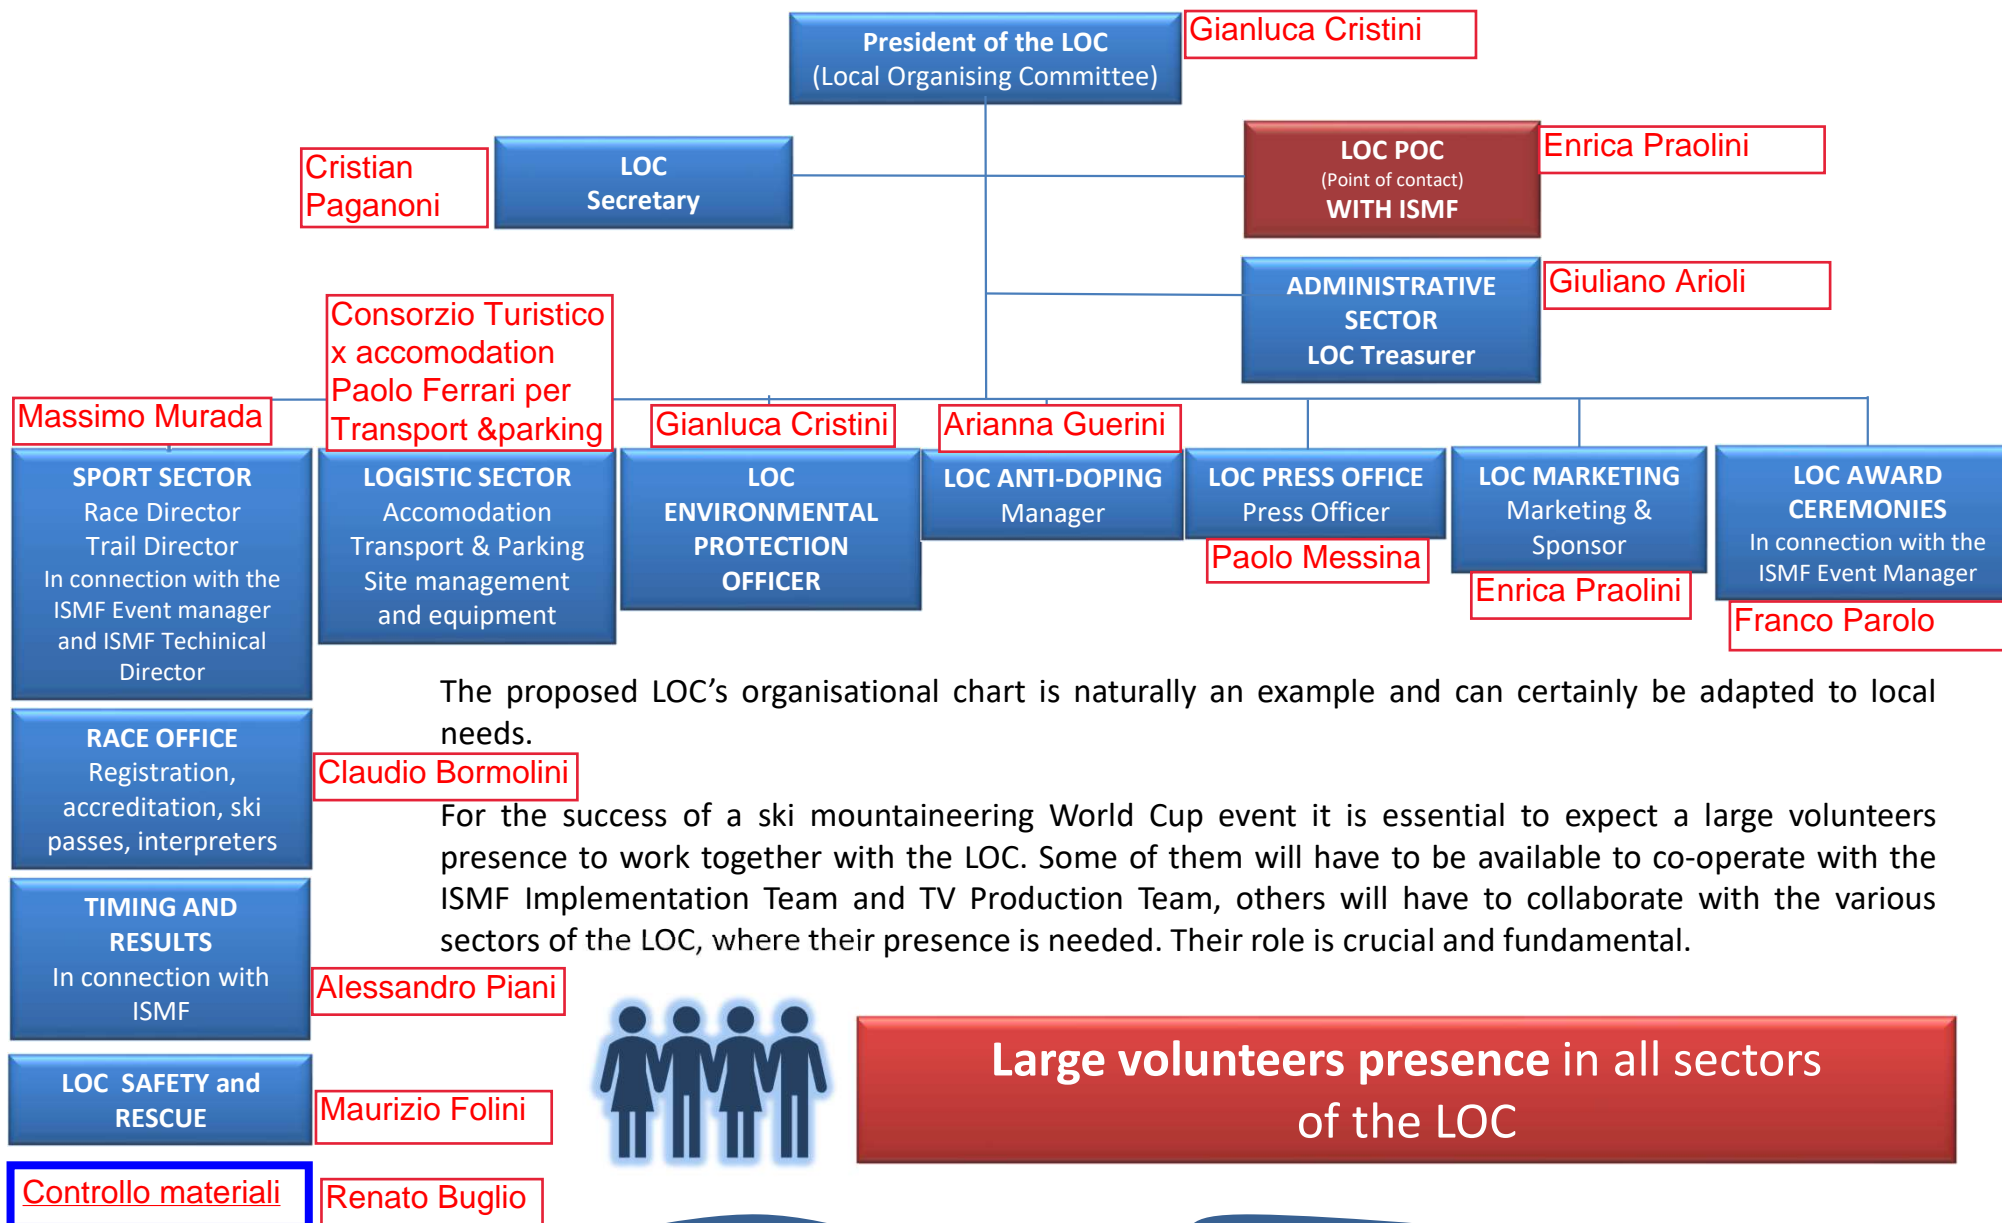 President of the LOC
(Local Organising Committee)
Gianluca Cristini
Cristian
Paganoni
LOC
Secretary
LOC POC
(Point of contact)
WITH ISMF
Enrica Praolini
ADMINISTRATIVE
SECTOR
LOC Treasurer
Giuliano Arioli
Massimo Murada
Consorzio Turistico
x accomodation
Paolo Ferrari per
Transport &parking
Gianluca Cristini
Arianna Guerini
SPORT SECTOR
Race Director
Trail Director
In connection with the
ISMF Event manager
and ISMF Techinical
Director
LOGISTIC SECTOR
Accomodation
Transport & Parking
Site management
and equipment
LOC
ENVIRONMENTAL
PROTECTION
OFFICER
LOC ANTI-DOPING
Manager
LOC PRESS OFFICE
Press Officer
Paolo Messina
LOC MARKETING
Marketing &
Sponsor
Enrica Praolini
LOC AWARD
CEREMONIES
In connection with the
ISMF Event Manager
Franco Parolo
RACE OFFICE
Registration,
accreditation, ski
passes, interpreters
Claudio Bormolini
TIMING AND
RESULTS
In connection with
ISMF
Alessandro Piani
LOC SAFETY and
RESCUE
Maurizio Folini
Controllo materiali
Renato Buglio
The proposed LOC’s organisational chart is naturally an example and can certainly be adapted to local
needs.
For the success of a ski mountaineering World Cup event it is essential to expect a large volunteers
presence to work together with the LOC. Some of them will have to be available to co-operate with the
ISMF Implementation Team and TV Production Team, others will have to collaborate with the various
sectors of the LOC, where their presence is needed. Their role is crucial and fundamental.
Large volunteers presence in all sectors
of the LOC